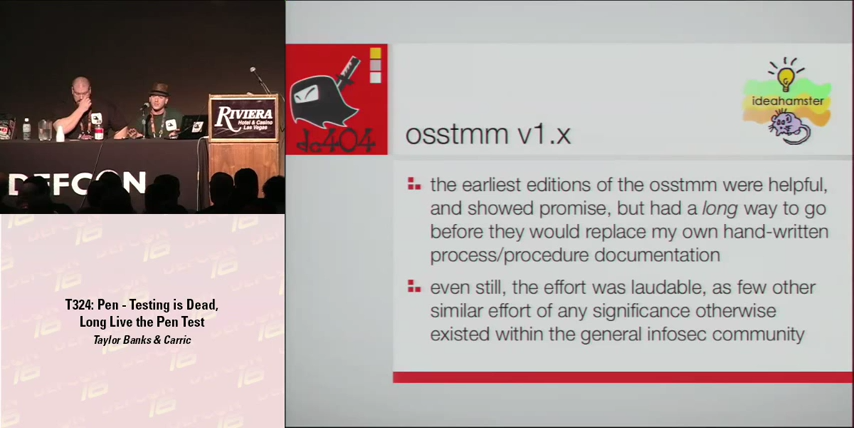 RIVIERA
Hotel & Casino
Las Vegas
DEFCON
T324: Pen - Testing is Dead,
Long Live the Pen Test
Taylor Banks & Carric
dc404
ideahamster
osstmm v1.x
the earliest editions of the osstmm were helpful,
and showed promise, but had a long way to go
before they would replace my own hand-written
process/procedure documentation
even still, the effort was laudable, as few other
similar effort of any significance otherwise
existed within the general infosec community